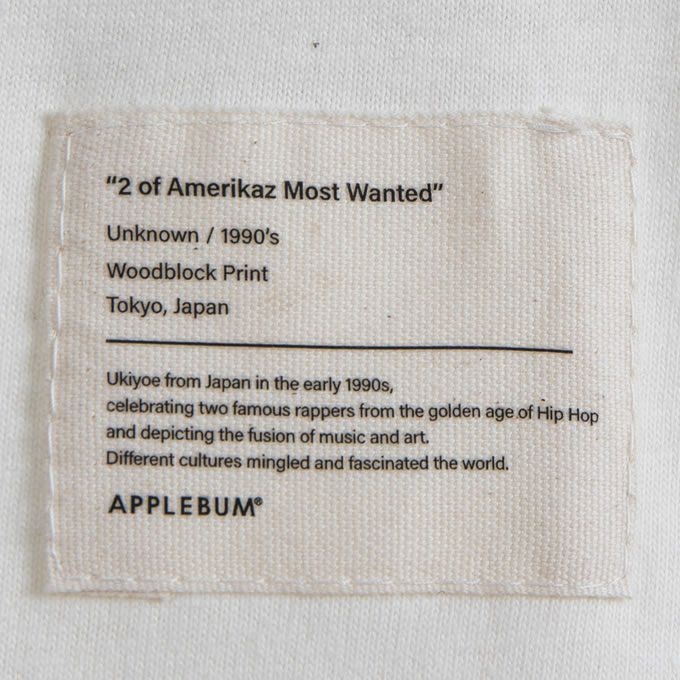 “2 of Amerikaz Most Wanted”
Unknown / 1990’s
Woodblock Print
Tokyo, Japan
Ukiyoe from Japan in the early 1990s,
celebrating two famous rappers from the golden age of Hip Hop
and depicting the fusion of music and art.
Different cultures mingled and fascinated the world.
APPLEBUM®